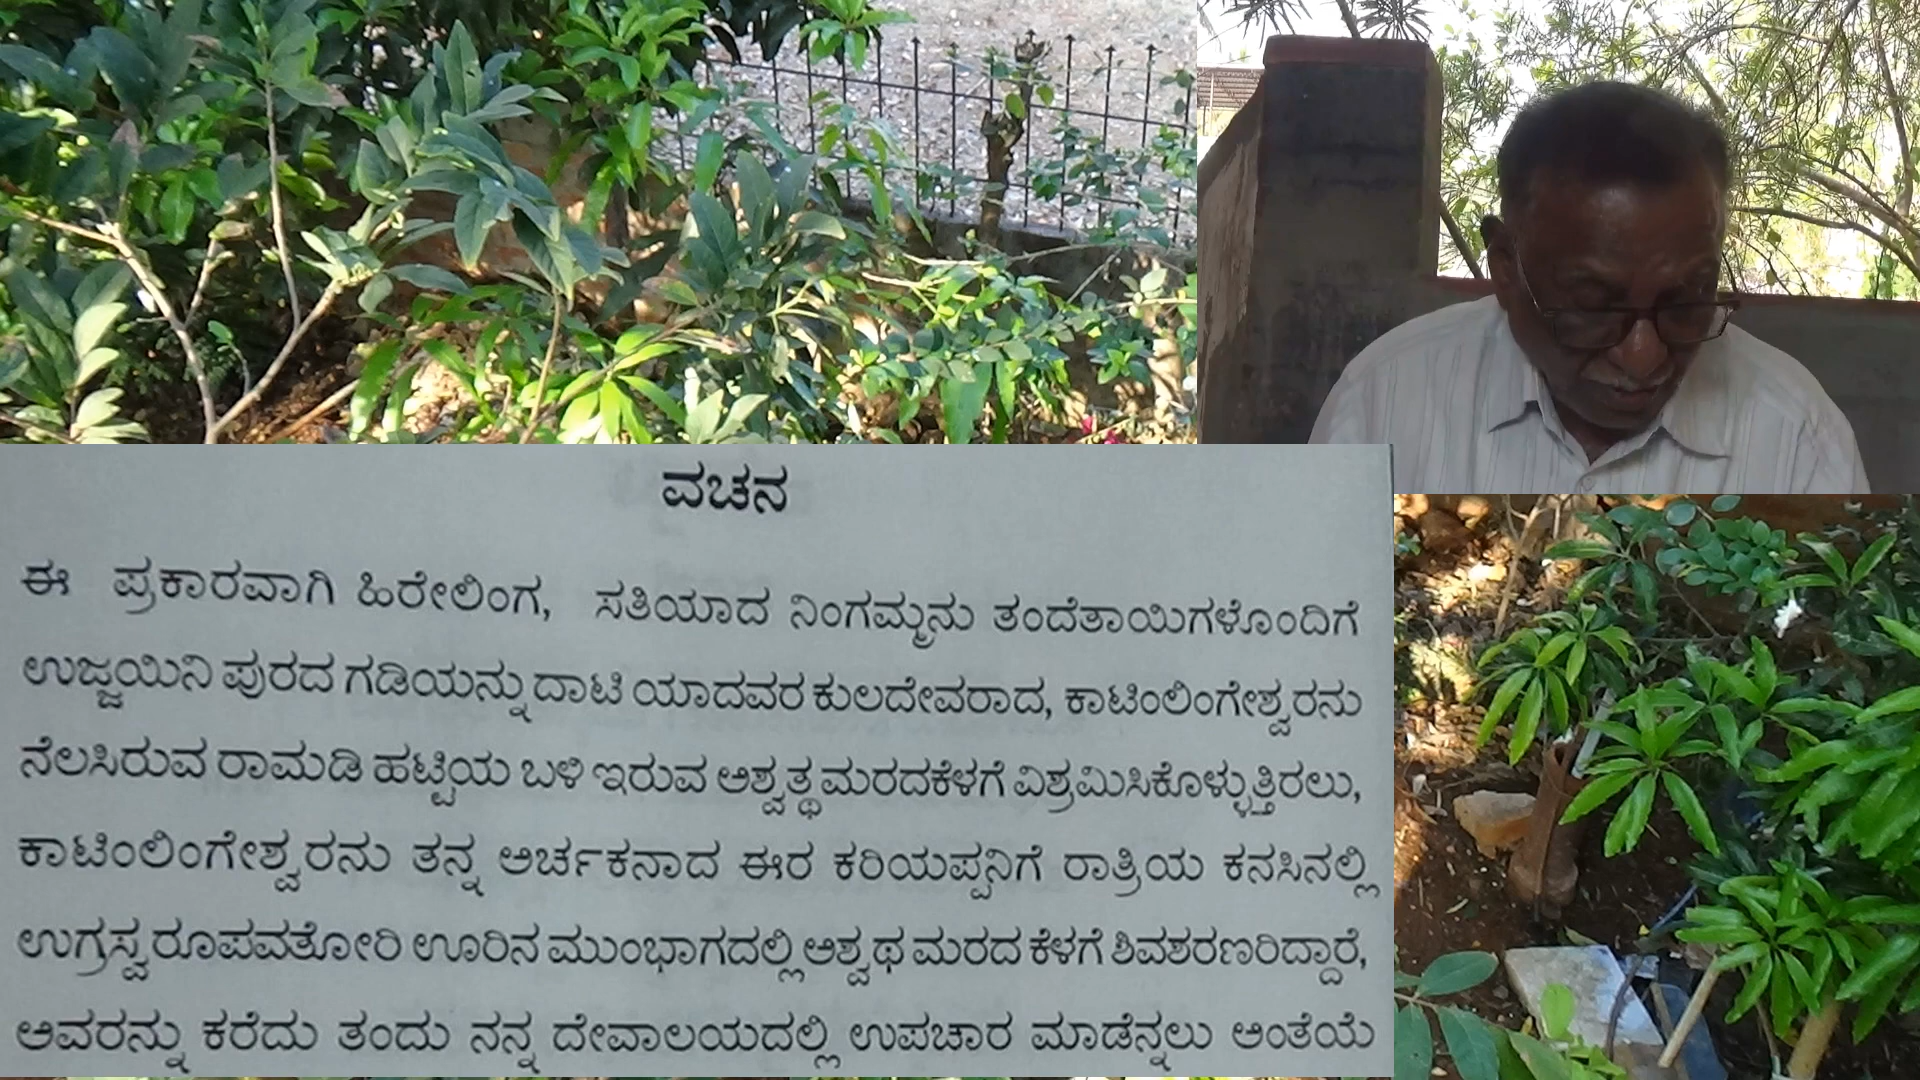 ವಚನ
ಈ ಪ್ರಕಾರವಾಗಿ ಹಿರೇಲಿಂಗ, ಸತಿಯಾದ ನಿಂಗಮ್ಮನು ತಂದೆತಾಯಿಗಳೊಂದಿಗೆ
ಉಜ್ಜಯಿನಿ ಪುರದ ಗಡಿಯನ್ನು ದಾಟಿ ಯಾದವರ ಕುಲದೇವರಾದ, ಕಾಟಿಂಲಿಂಗೇಶ್ವರನು
ನೆಲಸಿರುವ ರಾಮಡಿ ಹಟ್ಟಿಯ ಬಳಿ ಇರುವ ಅಶ್ವತ್ಥ ಮರದಕೆಳಗೆ ವಿಶ್ರಮಿಸಿಕೊಳ್ಳುತ್ತಿರಲು,
ಕಾಟಿಂಲಿಂಗೇಶ್ವರನು ತನ್ನ ಅರ್ಚಕನಾದ ಈರ ಕರಿಯಪ್ಪನಿಗೆ ರಾತ್ರಿಯ ಕನಸಿನಲ್ಲಿ
ಉಗ್ರಸ್ವರೂಪವತೋರಿ ಊರಿನ ಮುಂಭಾಗದಲ್ಲಿ ಅಶ್ವಥ ಮರದ ಕೆಳಗೆ ಶಿವಶರಣರಿದ್ದಾರೆ,
ಅವರನ್ನು ಕರೆದು ತಂದು ನನ್ನ ದೇವಾಲಯದಲ್ಲಿ ಉಪಚಾರ ಮಾಡೆನ್ನಲು ಅಂತೆಯೆ